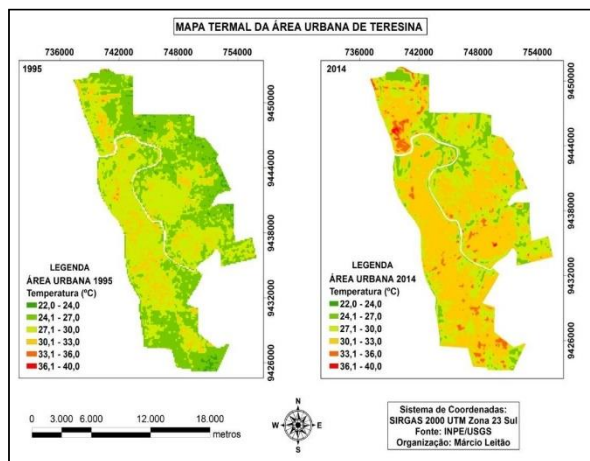 MAPA TERMAL DA ÁREA URBANA DE TERESINA
736000 742000 748000 754000
1995
9450000
9444000
9438000
9432000
9426000
LEGENDA
ÁREA URBANA 1995
Temperatura (ºC)
22,0 - 24,0
24,1 - 27,0
27,1 - 30,0
30,1 - 33,0
33,1 - 36,0
36,1 - 40,0
736000 742000 748000 754000
2014
9450000
9444000
9438000
9432000
9426000
LEGENDA
ÁREA URBANA 2014
Temperatura (ºC)
22,0 - 24,0
24,1 - 27,0
27,1 - 30,0
30,1 - 33,0
33,1 - 36,0
36,1 - 40,0
0 3.000 6.000 12.000 18.000
metros
N
W E
S
Sistema de Coordenadas:
SIRGAS 2000 UTM Zona 23 Sul
Fonte: INPE/USGS
Organização: Márcio Leitão